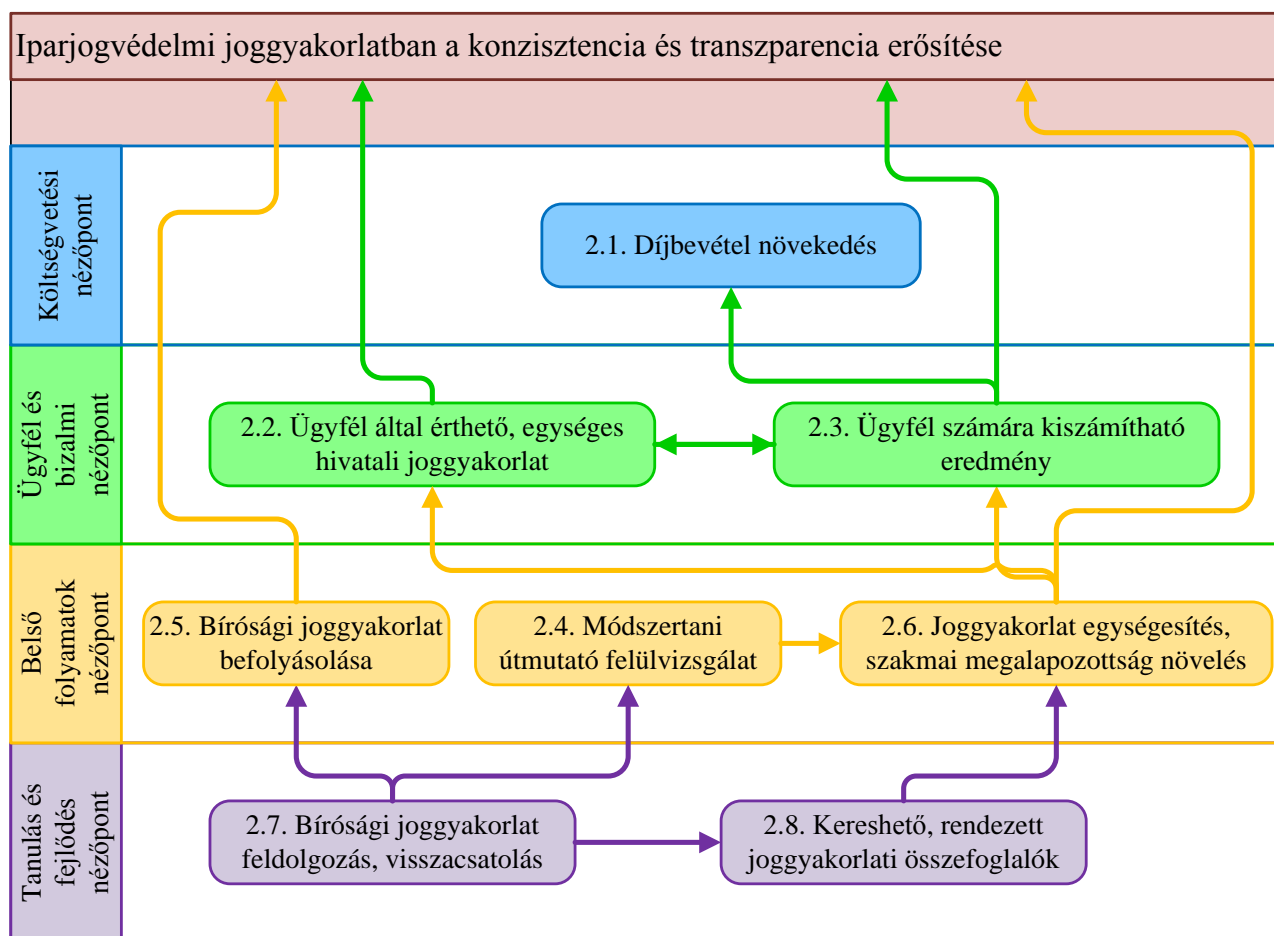 Iparjogvédelmi joggyakorlatban a konzisztencia és transzparencia erősítése
Költségvetési
nézőpont
2.1. Díjbevétel növekedés
Ügyfél és
bizalmi
nézőpont
2.2. Ügyfél által érthető, egységes
hivatali joggyakorlat
2.3. Ügyfél számára kiszámítható
eredmény
Belső
folyamatok
nézőpont
2.5. Bírósági joggyakorlat
befolyásolása
2.4. Módszertani
útmutató felülvizsgálat
2.6. Joggyakorlat egységesítés,
szakmai megalapozottság növelés
Tanulás és
fejlődés
nézőpont
2.7. Bírósági joggyakorlat
feldolgozás, visszacsatolás
2.8. Kereshető, rendezett
joggyakorlati összefoglalók